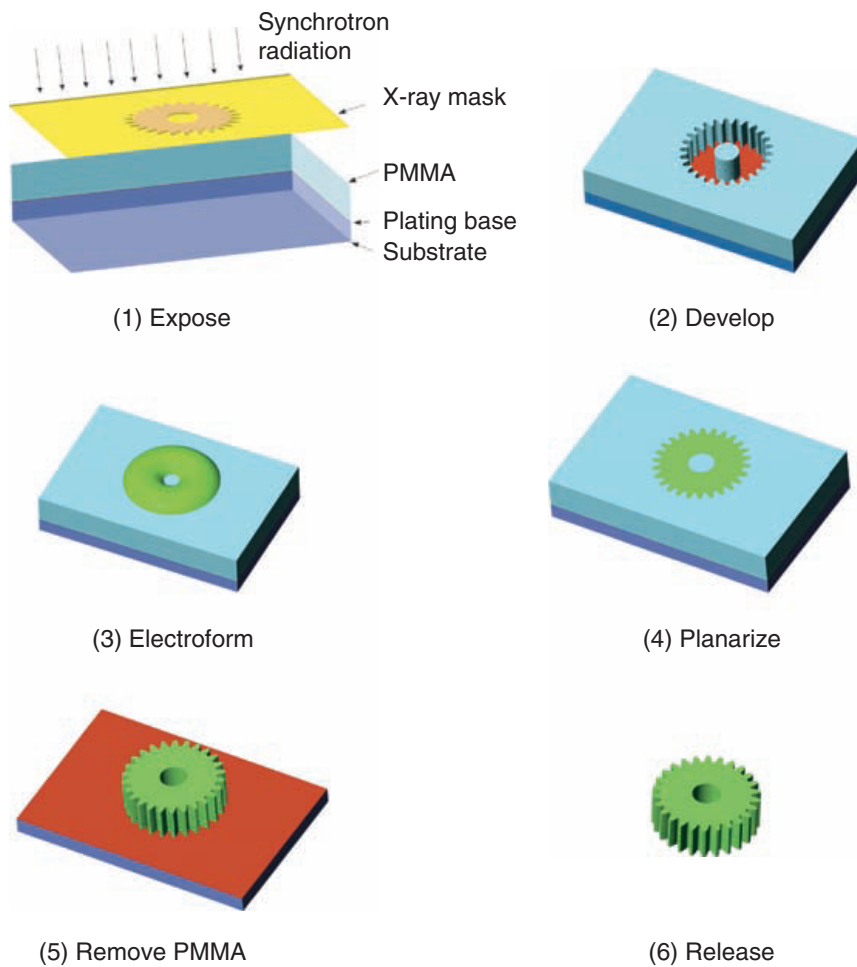 Synchrotron
radiation
X-ray mask
PMMA
Plating base
Substrate
(1) Expose
(2) Develop
(3) Electroform
(4) Planarize
(5) Remove PMMA
(6) Release